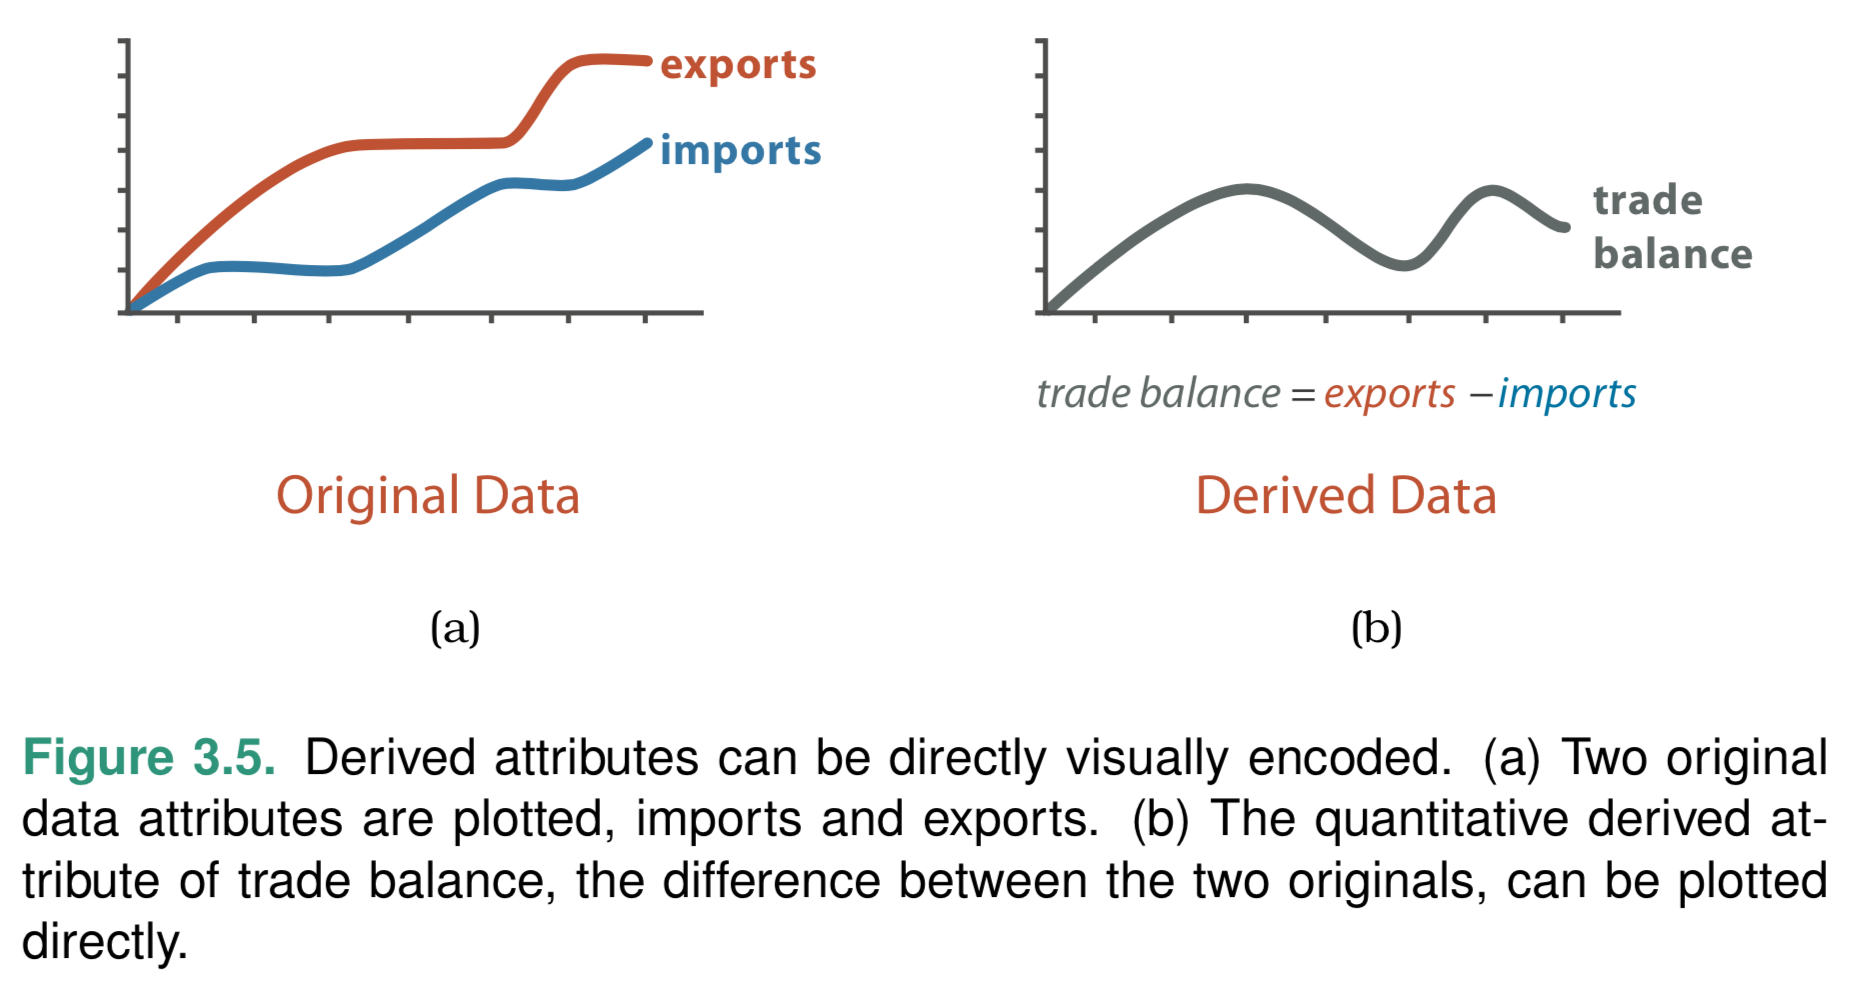 exports
imports
trade
balance
trade balance = exports – imports
Original Data
Derived Data
(a)
(b)
Figure 3.5. Derived attributes can be directly visually encoded. (a) Two original
data attributes are plotted, imports and exports. (b) The quantitative derived at-
tribute of trade balance, the difference between the two originals, can be plotted
directly.